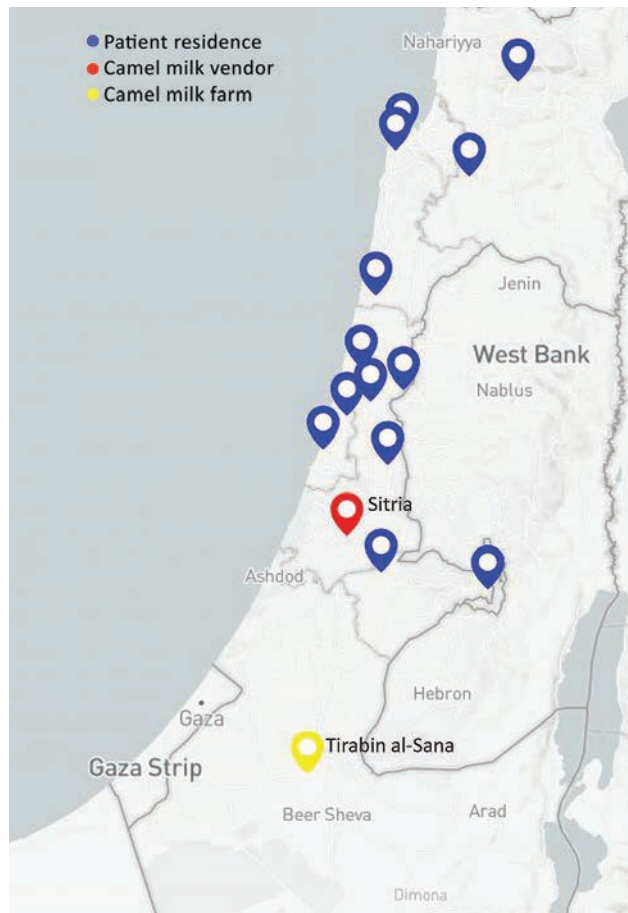 Patient residence
Camel milk vendor
Camel milk farm
Nahariyya
Jenin
West Bank
Nablus
Sitria
Ashdod
Hebron
Gaza
Tirabin al-Sana
Gaza Strip
Beer Sheva
Arad
Dimona